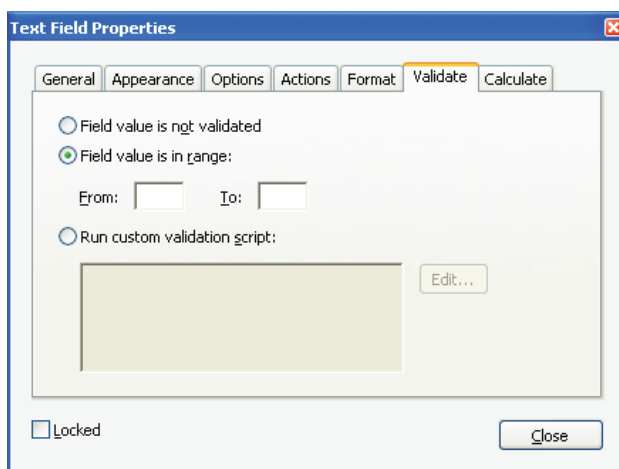 Text Field Properties
General Appearance Options Actions Format Validate Calculate
Field value is not validated
Field value is in range:
From: To:
Run custom validation script:
Edit...
Locked
Close